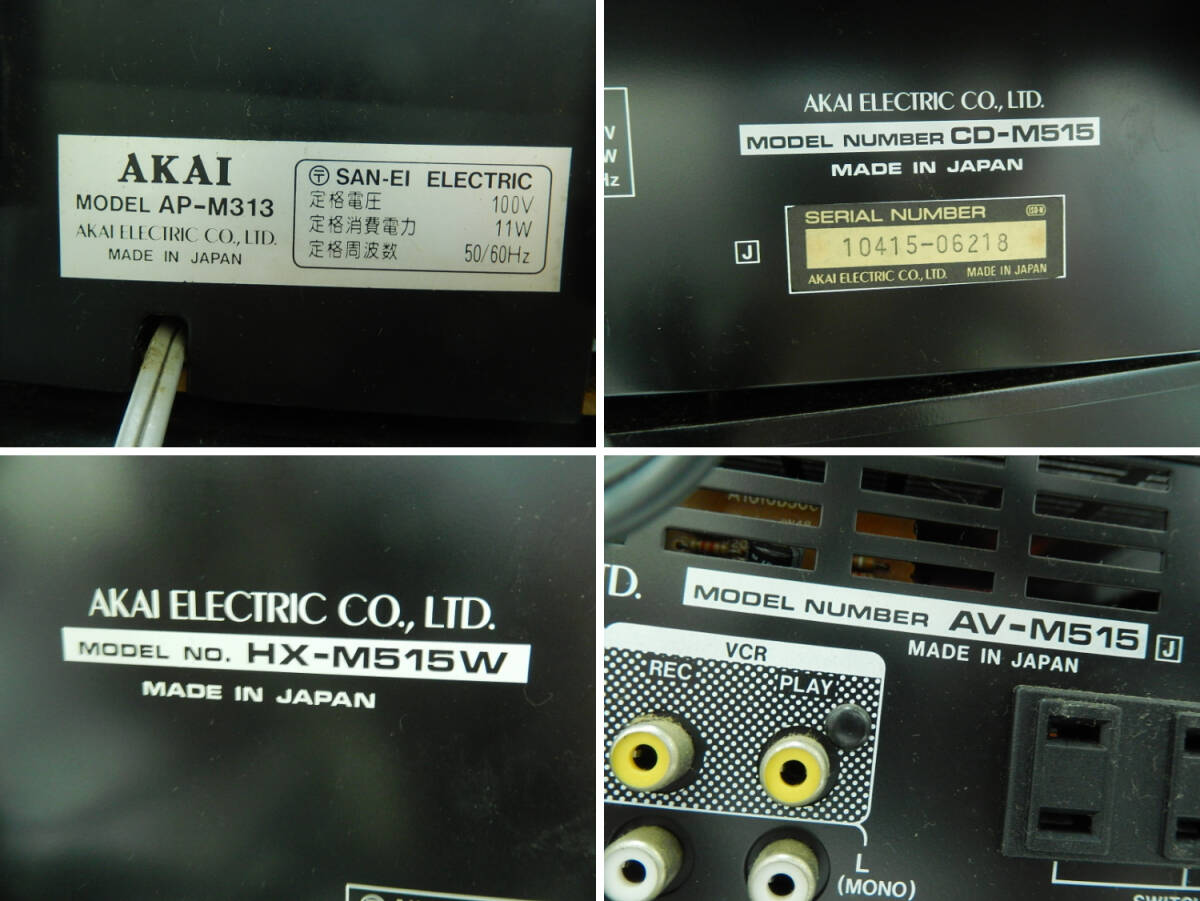 AKAI
MODEL AP-M313
AKAI ELECTRIC CO., LTD.
MADE IN JAPAN
〒 SAN-EI ELECTRIC
定格電圧 100V
定格消費電力 11W
定格周波数 50/60Hz
W
Hz
AKAI ELECTRIC CO., LTD.
MODEL NUMBER CD-M515
MADE IN JAPAN
J
SERIAL NUMBER
10415-06218
AKAI ELECTRIC CO., LTD. MADE IN JAPAN
AKAI ELECTRIC CO., LTD.
MODEL NO. HX-M515W
MADE IN JAPAN
TD.
MODEL NUMBER AV-M515 J
MADE IN JAPAN
VCR
REC PLAY
L
(MONO)